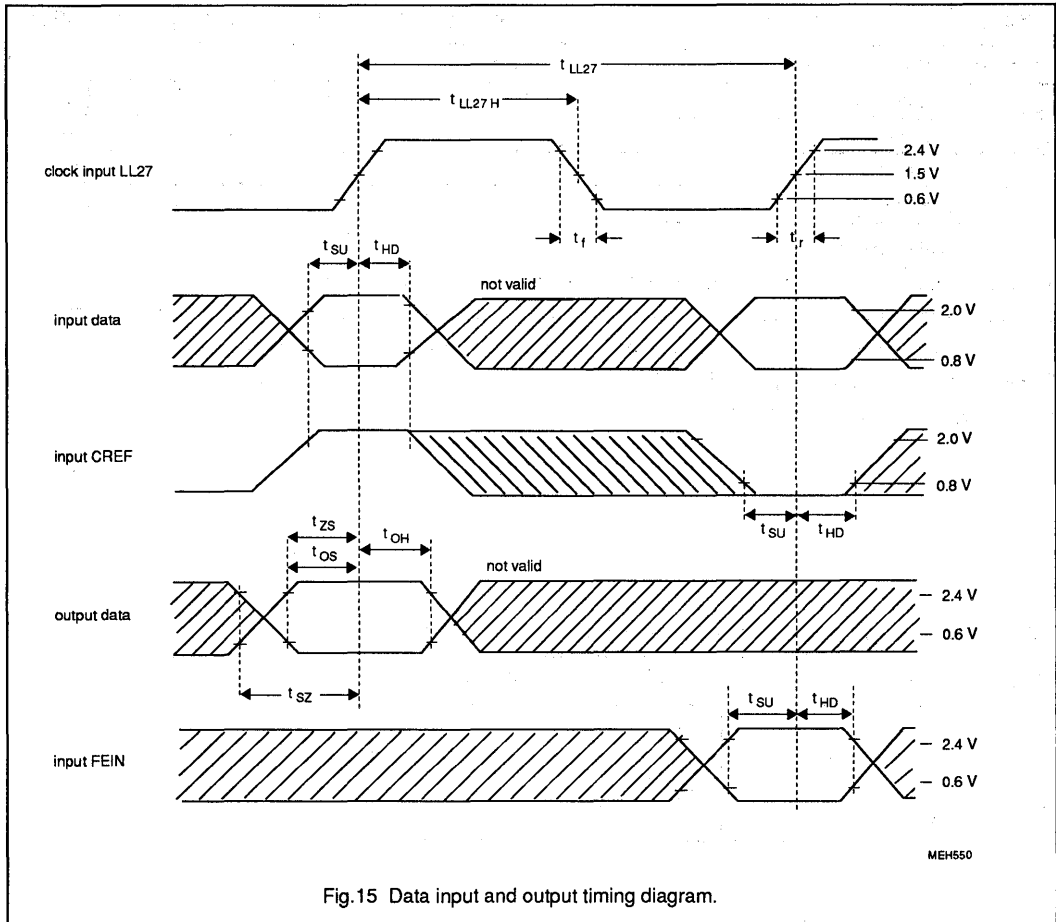 t LL27
t LL27 H
clock input LL27
2.4 V
1.5 V
0.6 V
t SU
t HD
t f
t r
not valid
input data
2.0 V
0.8 V
input CREF
2.0 V
0.8 V
t SU
t HD
t ZS
t OS
t OH
not valid
output data
2.4 V
0.6 V
t SZ
t SU
t HD
input FEIN
2.4 V
0.6 V
MEH550
Fig.15 Data input and output timing diagram.